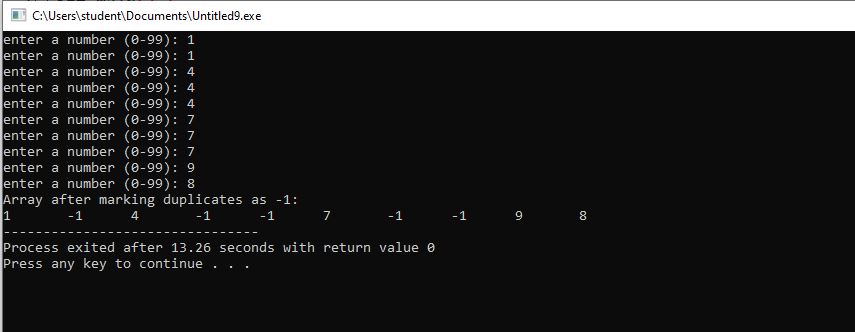 C:\Users\student\Documents\Untitled9.exe
enter a number (0-99): 1
enter a number (0-99): 1
enter a number (0-99): 4
enter a number (0-99): 4
enter a number (0-99): 4
enter a number (0-99): 7
enter a number (0-99): 7
enter a number (0-99): 7
enter a number (0-99): 9
enter a number (0-99): 8
Array after marking duplicates as -1:
1 -1 4 -1 -1 7 -1 -1 9 8
--------------------------------
Process exited after 13.26 seconds with return value 0
Press any key to continue . . .